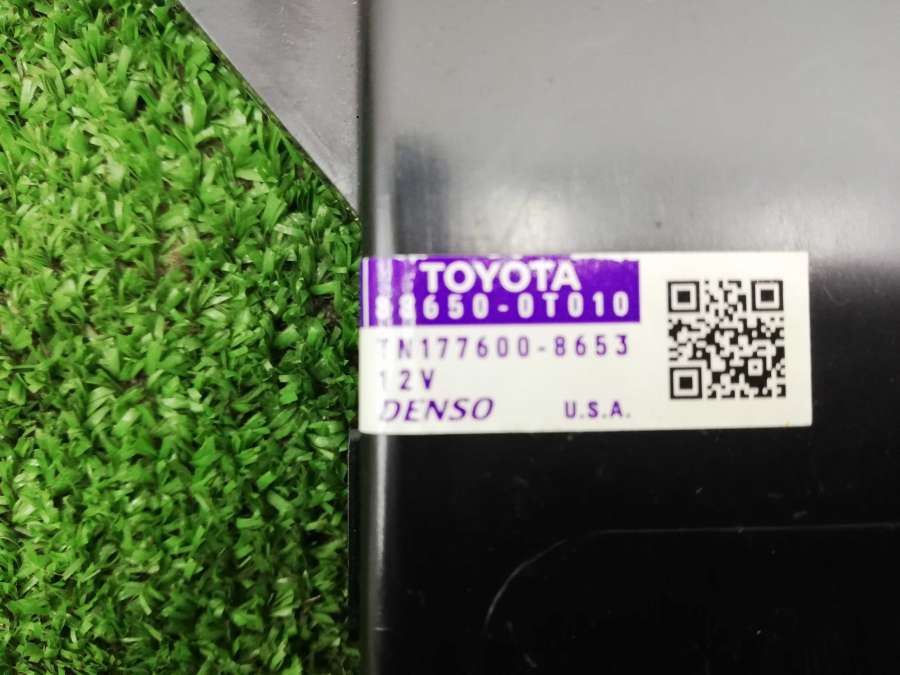 TOYOTA
88650-0T010
TN177600-8653
12V
DENSO U.S.A.